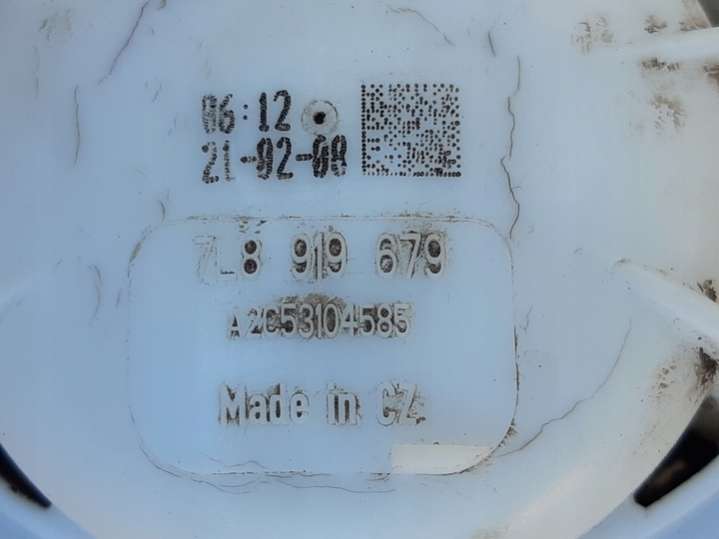 06:12
21-02-08
7L8 919 679
A2C53104585
Made in CZ